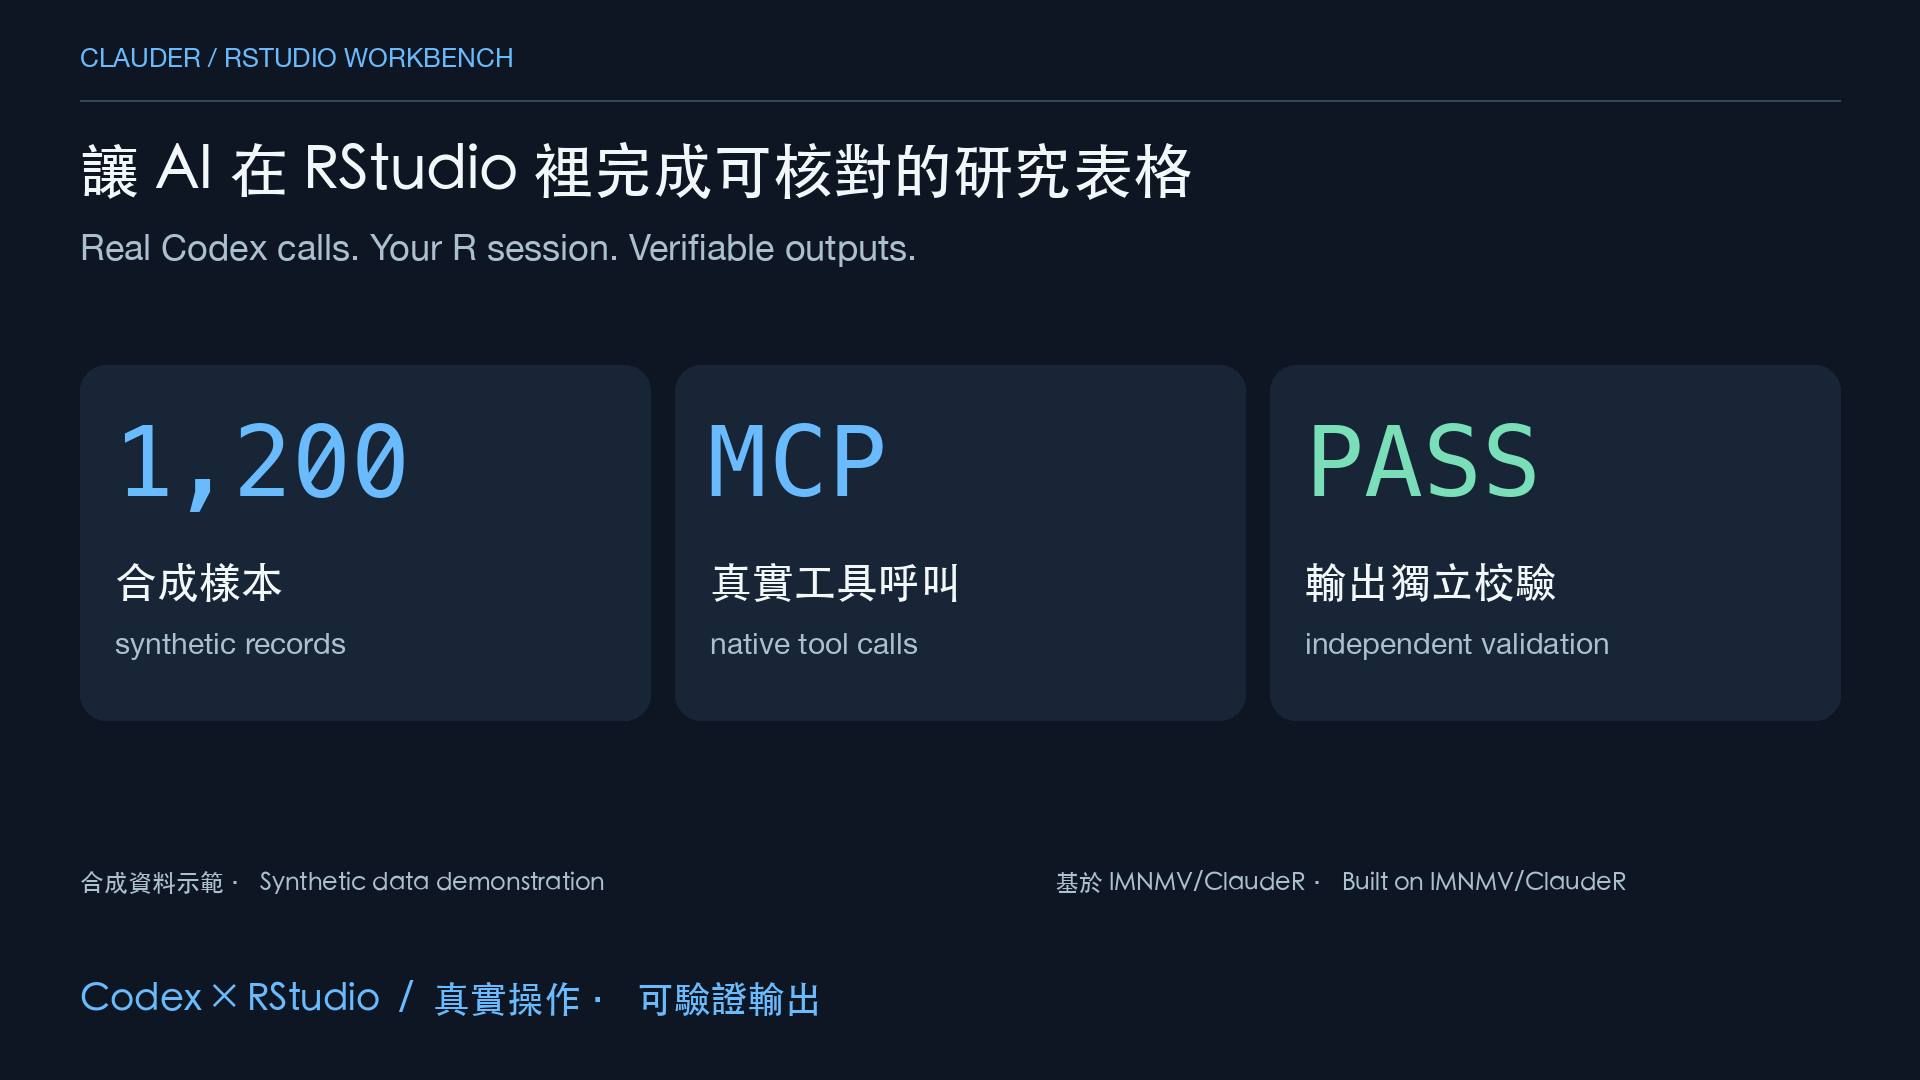 CLAUDER / RSTUDIO WORKBENCH
讓 AI 在 RStudio 裡完成可核對的研究表格
Real Codex calls. Your R session. Verifiable outputs.
1,200
合成樣本
synthetic records
MCP
真實工具呼叫
native tool calls
PASS
輸出獨立校驗
independent validation
合成資料示範 · Synthetic data demonstration
基於 IMNMV/ClaudeR · Built on IMNMV/ClaudeR
Codex × RStudio / 真實操作 · 可驗證輸出